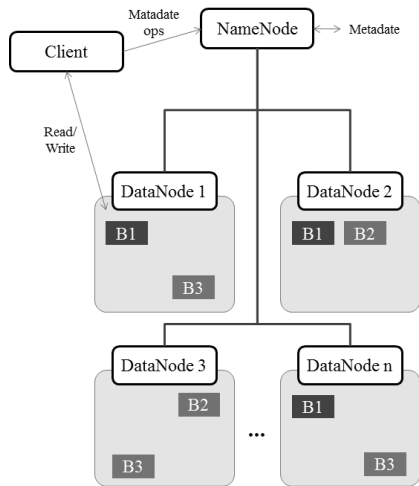 Matadate
ops
NameNode
Metadate
Client
Read/
Write
DataNode 1
B1
B3
DataNode 2
B1 B2
DataNode 3
B2
B3
...
DataNode n
B1
B3